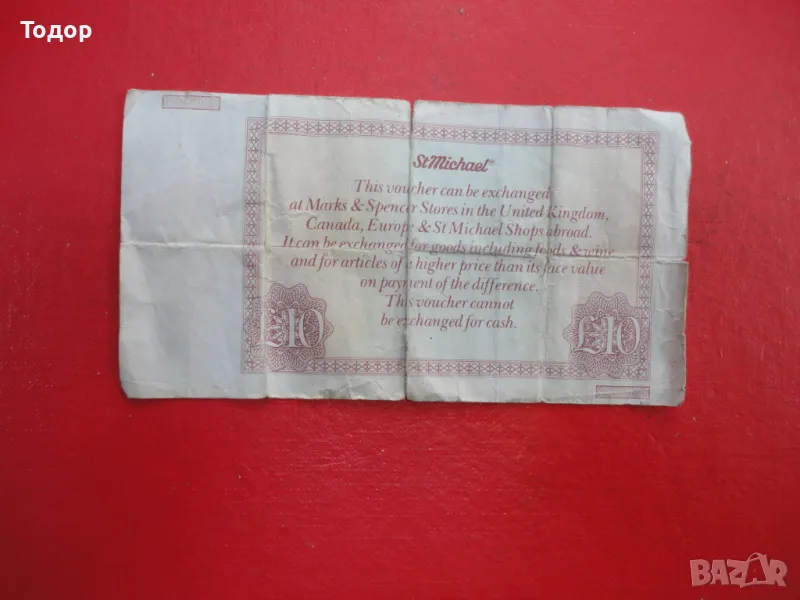 Тодор
StMichael®
This voucher can be exchanged
at Marks & Spencer Stores in the United Kingdom,
Canada, Europe & St Michael Shops abroad.
It can be exchanged for goods including foods & wine
and for articles of a higher price than its face value
on payment of the difference.
This voucher cannot
be exchanged for cash.
£10 £10
BAZAR